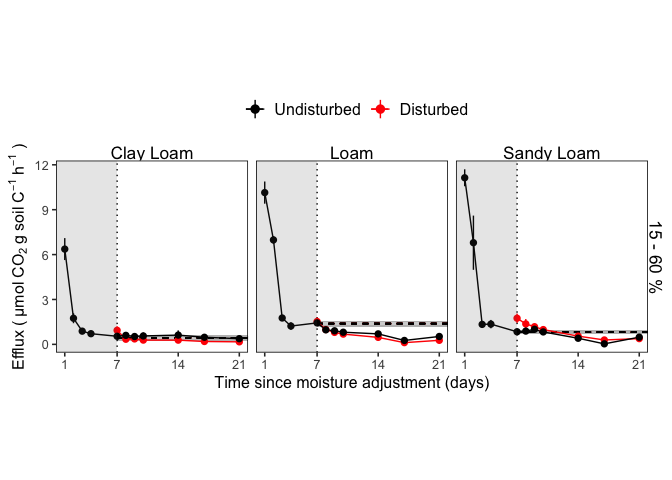 Undisturbed Disturbed
Clay Loam Loam Sandy Loam
12
9
6
3
0
Efflux ( µmol CO₂ g soil C⁻¹ h⁻¹ )
15 - 60 %
1 7 14 21 1 7 14 21 1 7 14 21
Time since moisture adjustment (days)